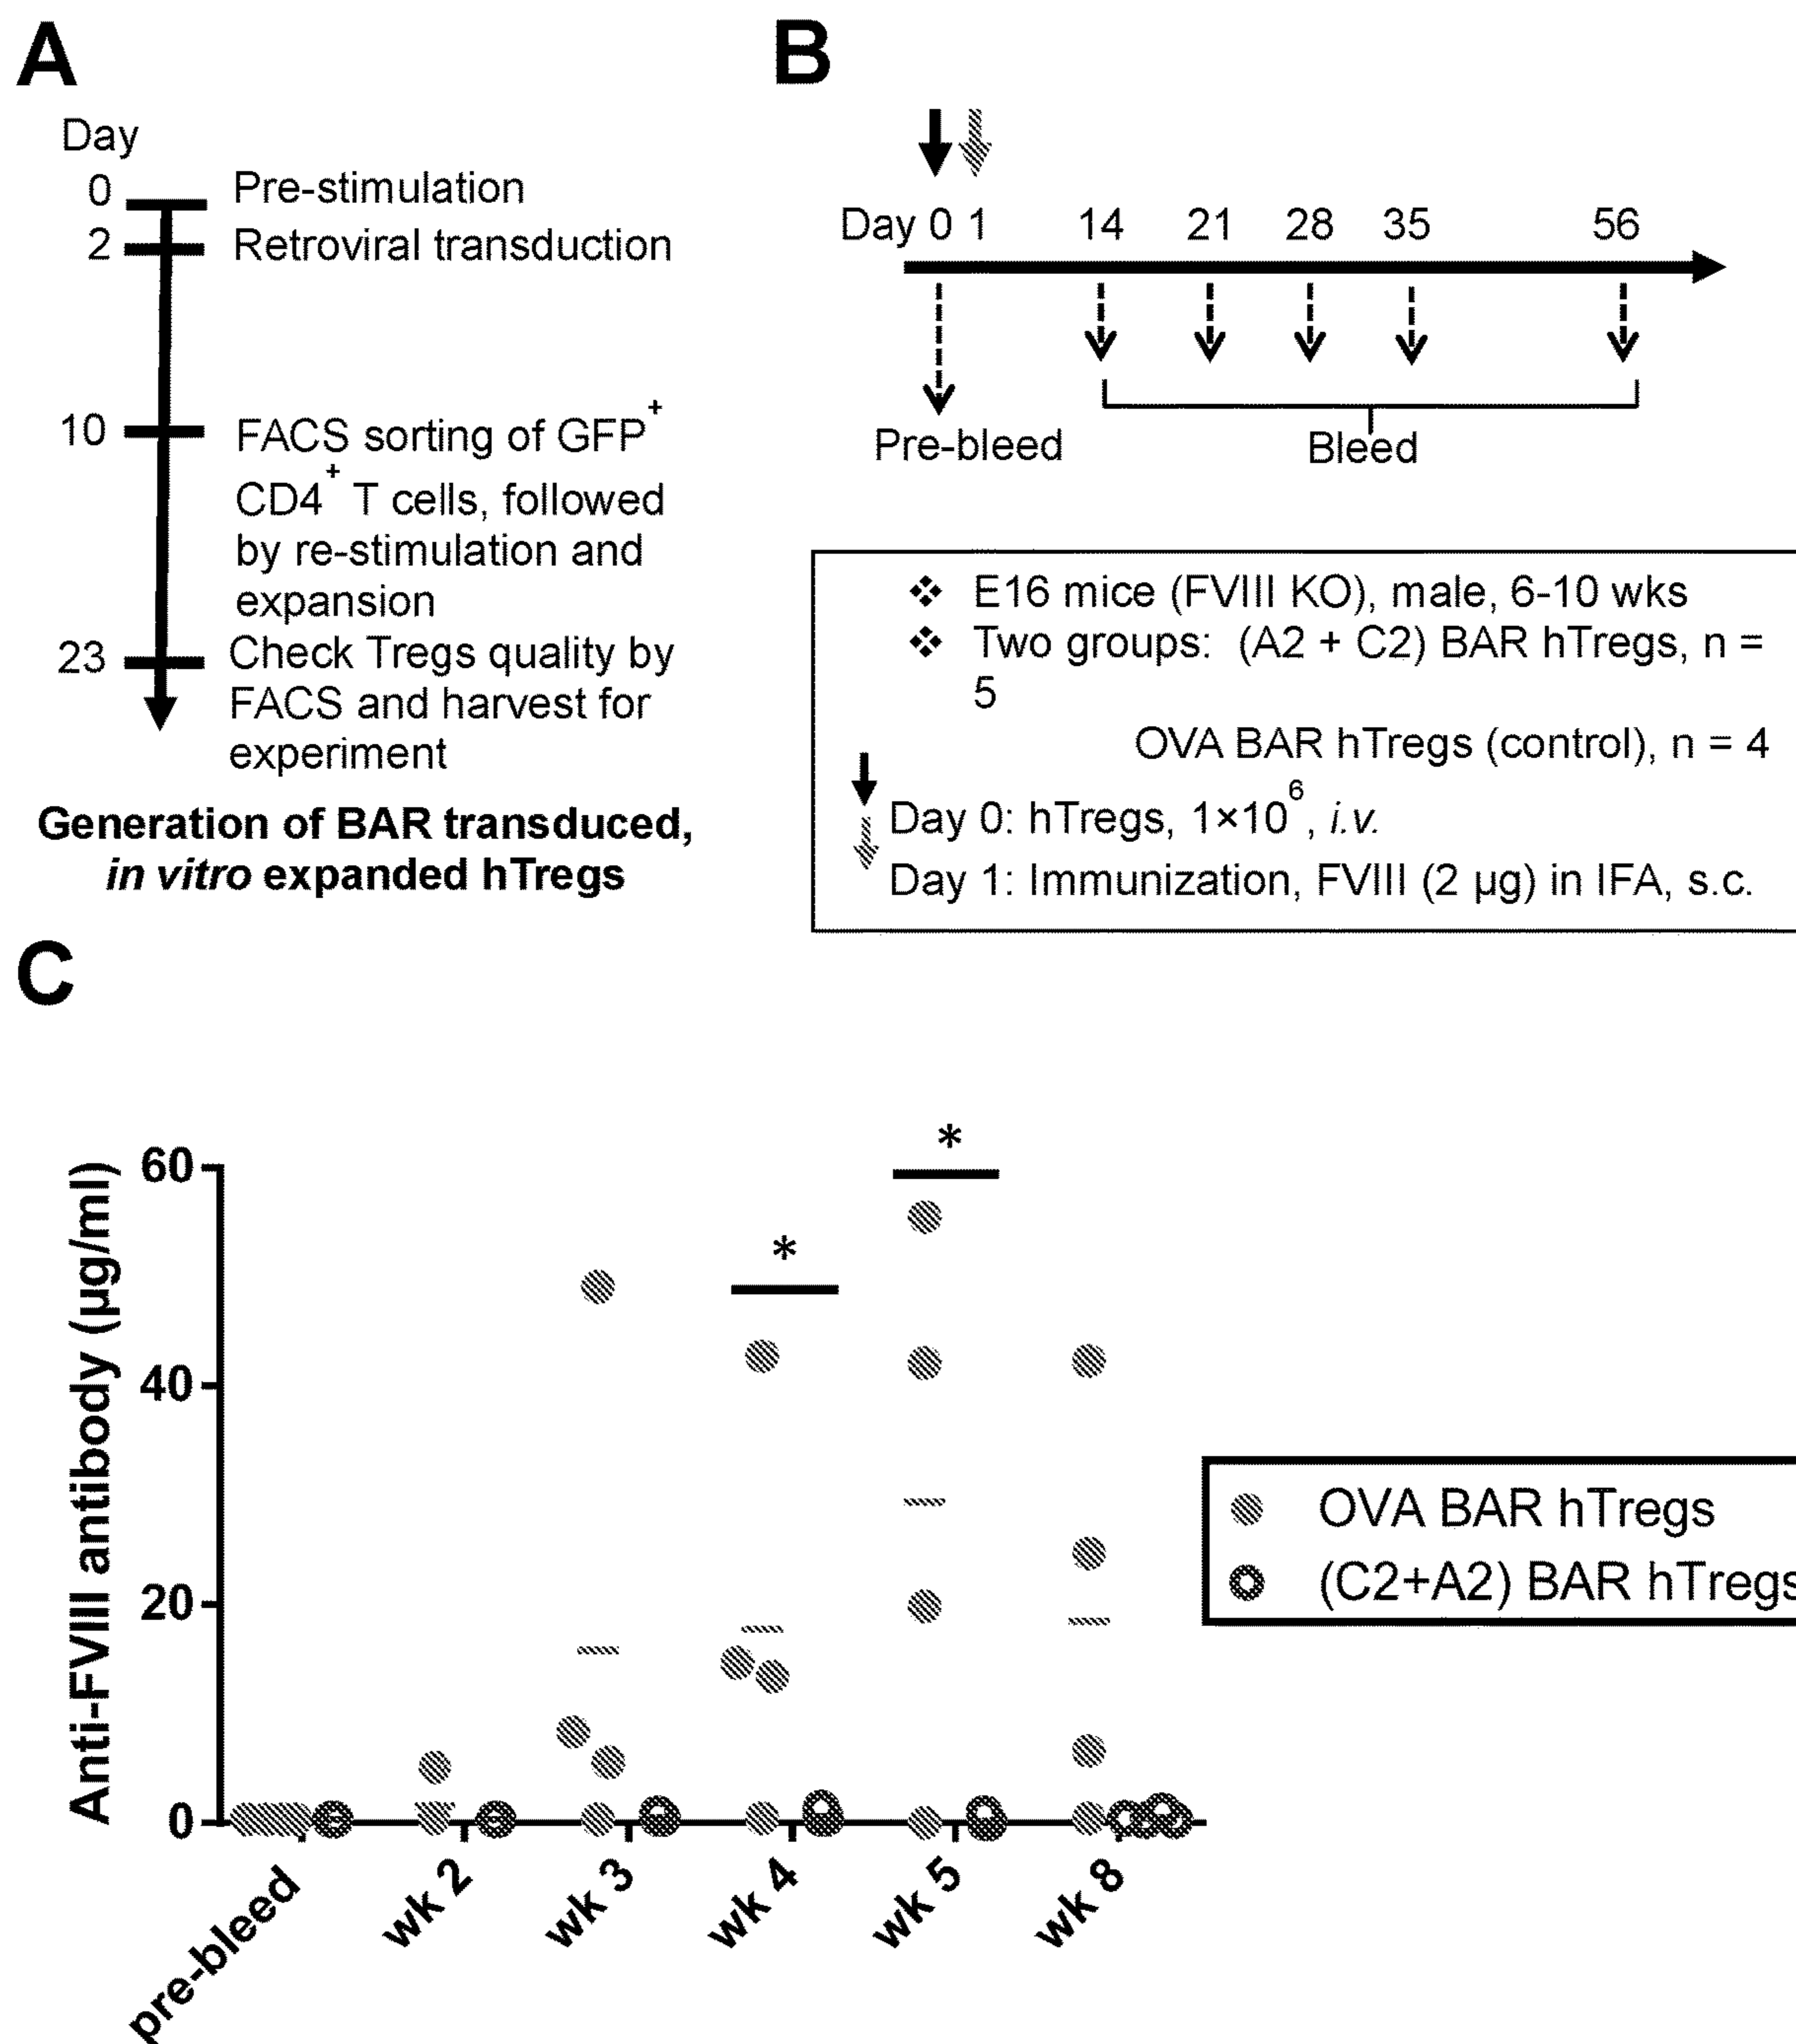 A
Day
0 Pre-stimulation
2 Retroviral transduction
10 FACS sorting of GFP+
CD4+ T cells, followed
by re-stimulation and
expansion
23 Check Tregs quality by
FACS and harvest for
experiment
Generation of BAR transduced,
in vitro expanded hTregs
B
Day 0 1 14 21 28 35 56
Pre-bleed
Bleed
❖ E16 mice (FVIII KO), male, 6-10 wks
❖ Two groups: (A2 + C2) BAR hTregs, n =
5
OVA BAR hTregs (control), n = 4
Day 0: hTregs, 1×10⁶, i.v.
Day 1: Immunization, FVIII (2 µg) in IFA, s.c.
C
Anti-FVIII antibody (µg/ml)
60
40
20
0
*
*
pre-bleed
wk 2
wk 3
wk 4
wk 5
wk 8
OVA BAR hTregs
(C2+A2) BAR hTregs